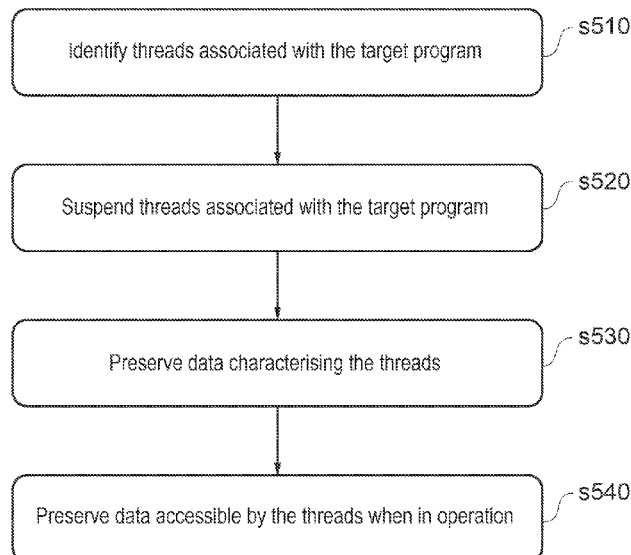 s510
Identify threads associated with the target program
s520
Suspend threads associated with the target program
s530
Preserve data characterising the threads
s540
Preserve data accessible by the threads when in operation